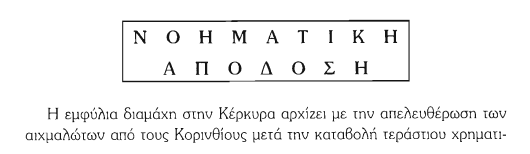 ΝΟΗΜΑΤΙΚΗ
ΑΠΟΔΟΣΗ
Η εμφύλια διαμάχη στην Κέρκυρα αρχίζει με την απελευθέρωση των
αιχμαλώτων από τους Κορινθίους μετά την καταβολή τεράστιου χρηματι-